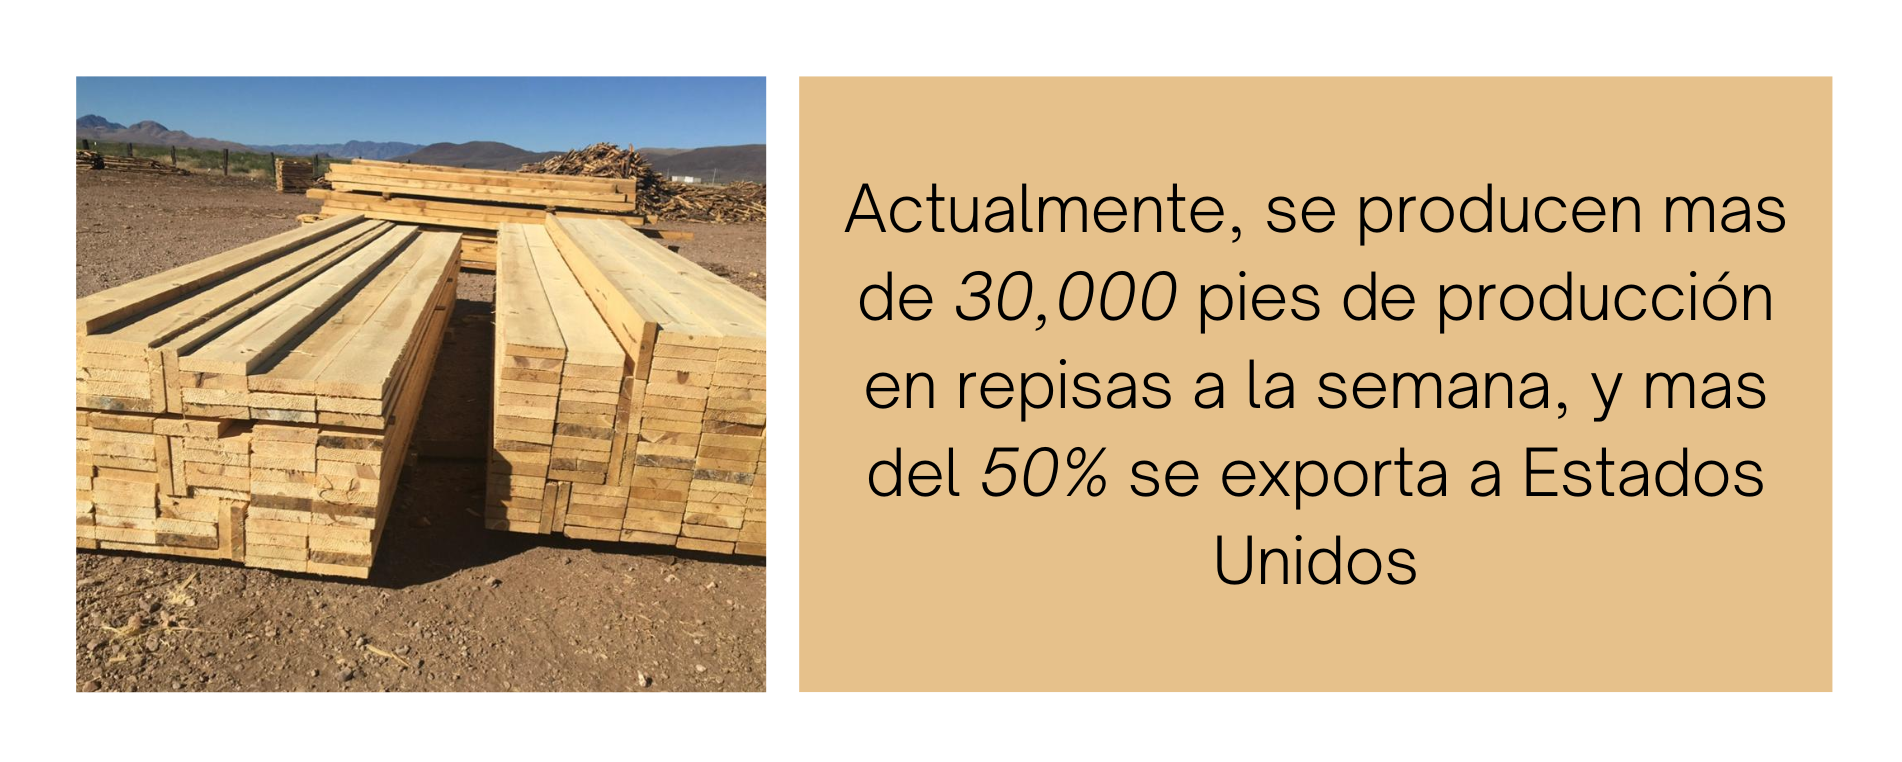 Actualmente, se producen mas
de 30,000 pies de producción
en repisas a la semana, y mas
del 50% se exporta a Estados
Unidos